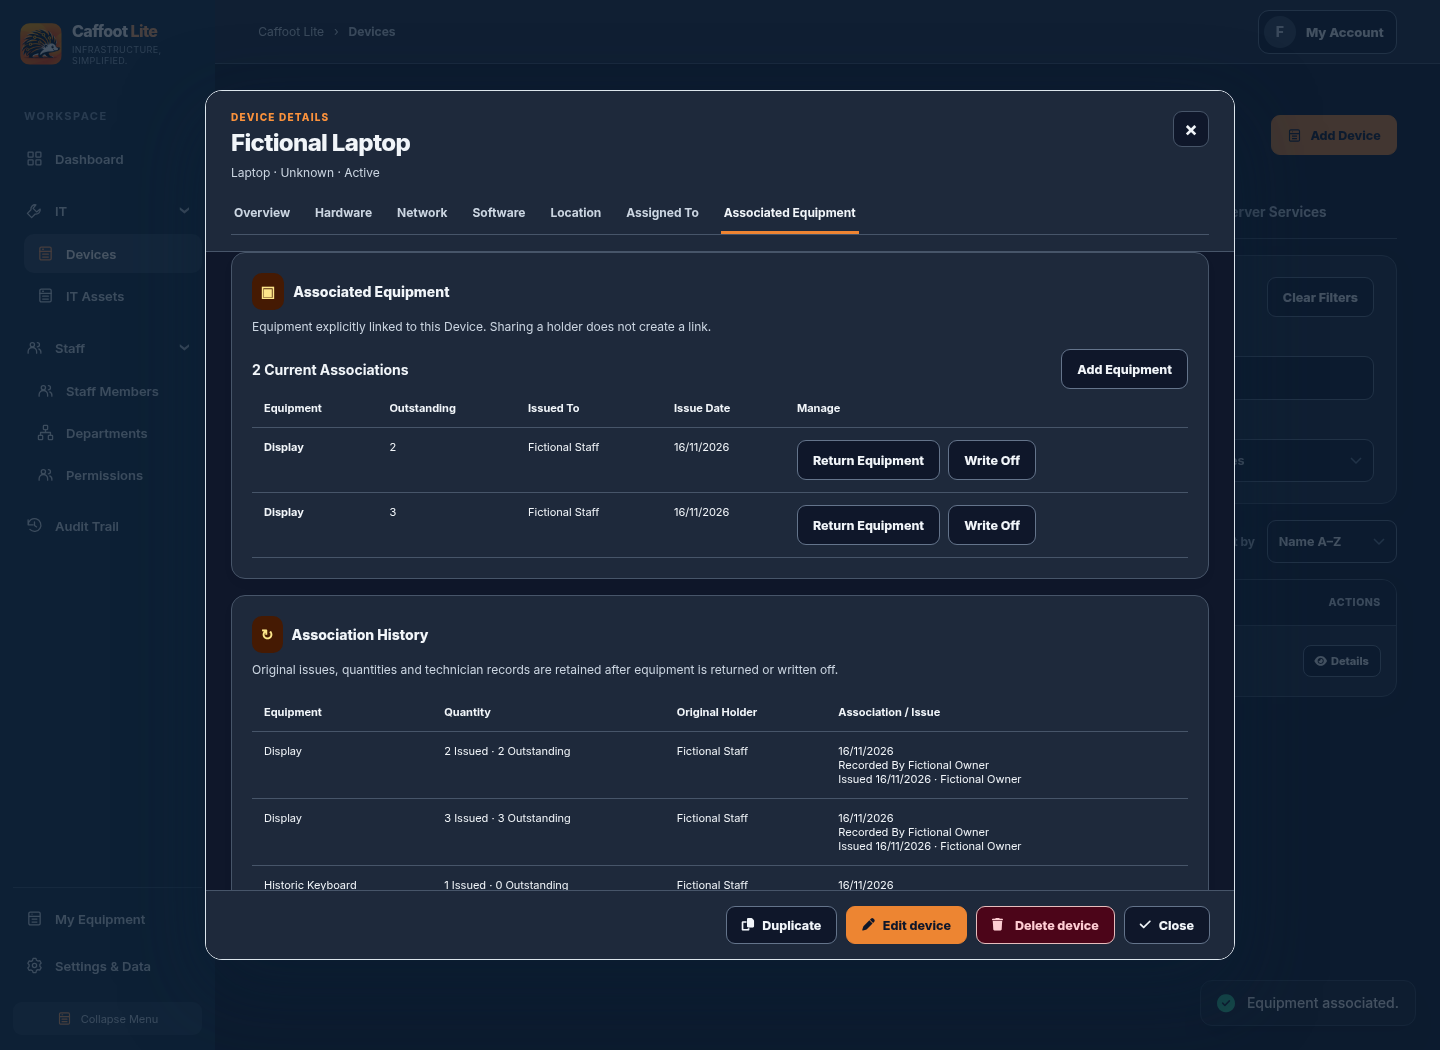 Caffoot Lite
INFRASTRUCTURE,
SIMPLIFIED.
Caffoot Lite › Devices
F My Account
WORKSPACE
Dashboard
IT
Devices
IT Assets
Staff
Staff Members
Departments
Permissions
Audit Trail
My Equipment
Settings & Data
Collapse Menu
Add Device
erver Services
Clear Filters
es
by Name A–Z
ACTIONS
Details
DEVICE DETAILS
Fictional Laptop
Laptop · Unknown · Active
Overview Hardware Network Software Location Assigned To Associated Equipment
Associated Equipment
Equipment explicitly linked to this Device. Sharing a holder does not create a link.
2 Current Associations Add Equipment
Equipment Outstanding Issued To Issue Date Manage
Display 2 Fictional Staff 16/11/2026 Return Equipment Write Off
Display 3 Fictional Staff 16/11/2026 Return Equipment Write Off
Association History
Original issues, quantities and technician records are retained after equipment is returned or written off.
Equipment Quantity Original Holder Association / Issue
Display 2 Issued · 2 Outstanding Fictional Staff 16/11/2026
Recorded By Fictional Owner
Issued 16/11/2026 · Fictional Owner
Display 3 Issued · 3 Outstanding Fictional Staff 16/11/2026
Recorded By Fictional Owner
Issued 16/11/2026 · Fictional Owner
Historic Keyboard 1 Issued · 0 Outstanding Fictional Staff 16/11/2026
Duplicate Edit device Delete device Close
Equipment associated.